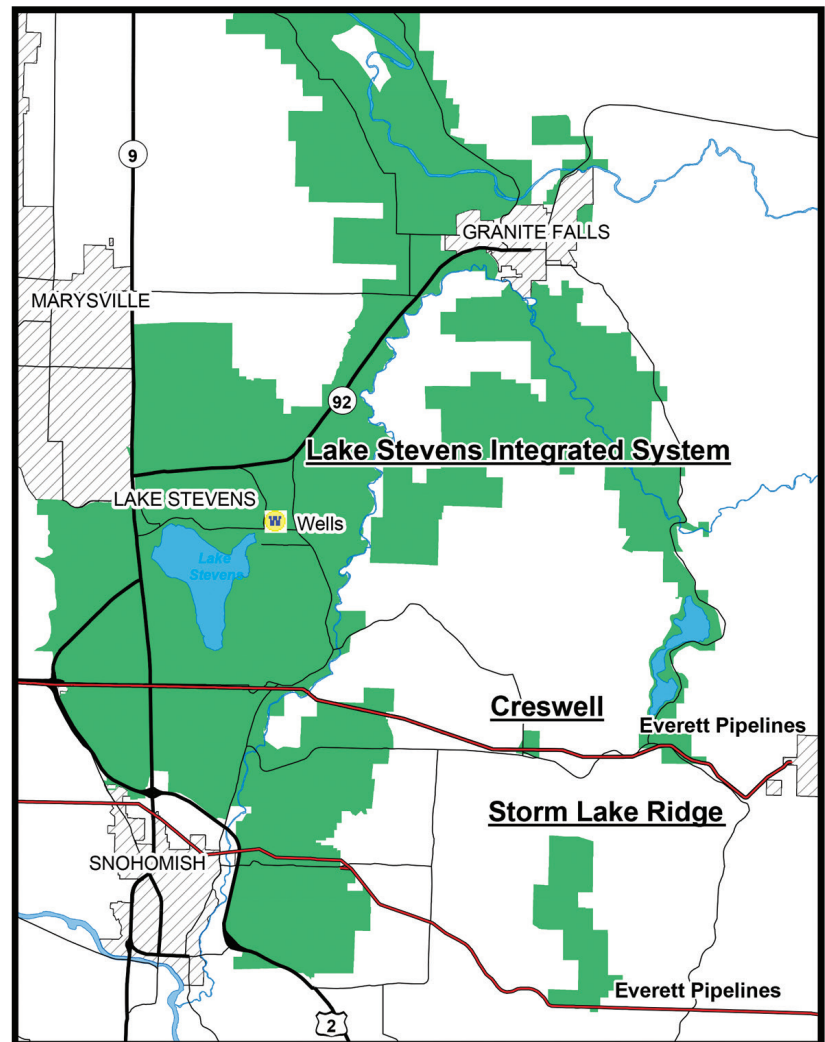 9
GRANITE FALLS
MARYSVILLE
92
Lake Stevens Integrated System
LAKE STEVENS
W Wells
Lake
Stevens
Creswell
Everett Pipelines
Storm Lake Ridge
SNOHOMISH
Everett Pipelines
2